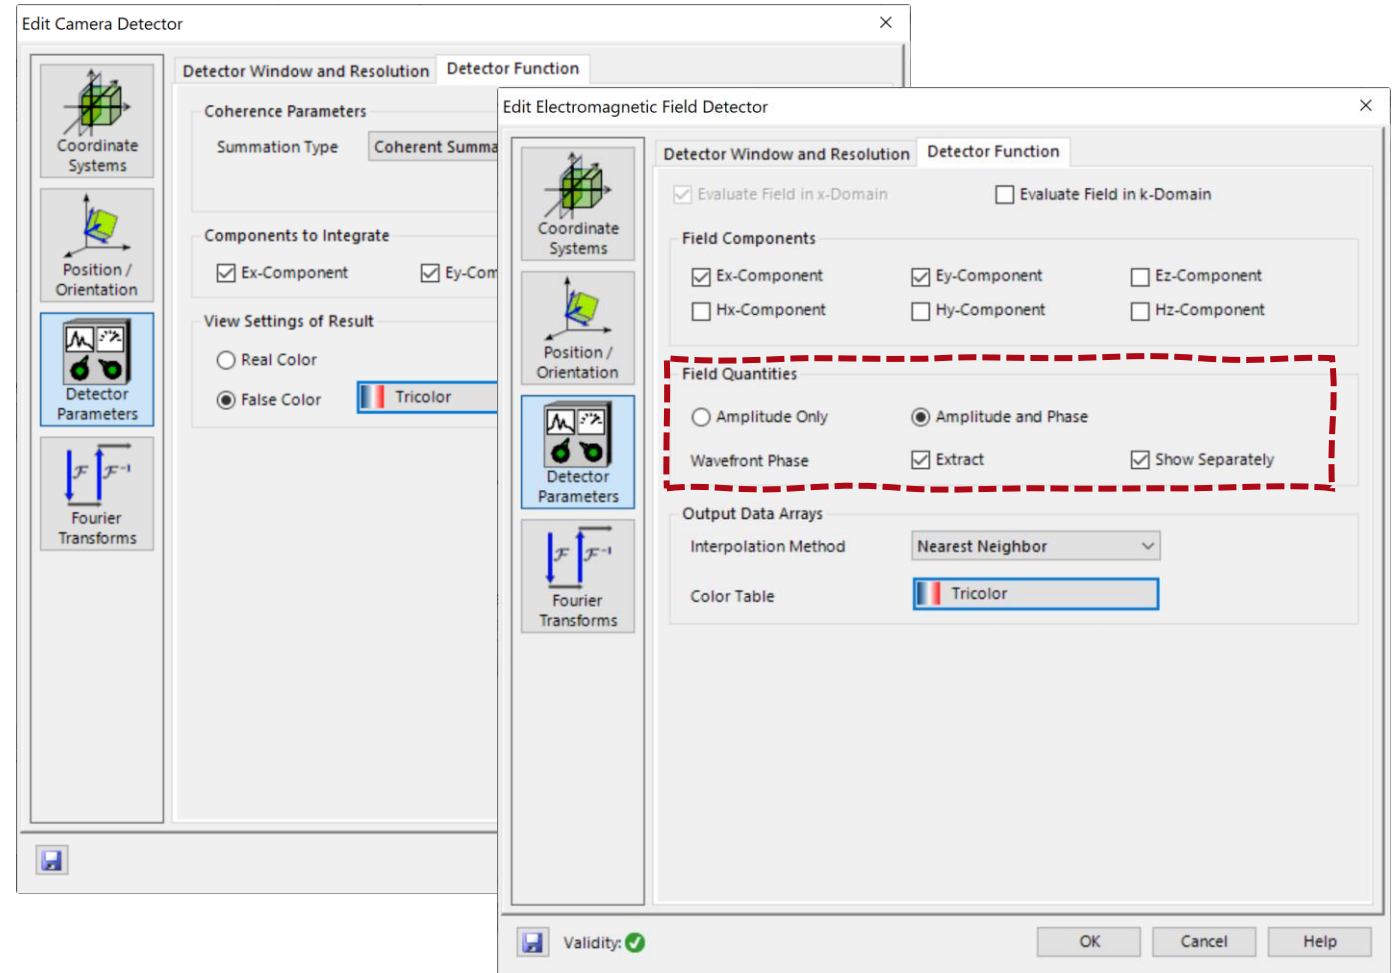 Edit Camera Detector
Detector Window and Resolution Detector Function
Coordinate
Systems
Position /
Orientation
Detector
Parameters
Fourier
Transforms
Coherence Parameters
Summation Type Coherent Summa
Components to Integrate
Ex-Component Ey-Com
View Settings of Result
Real Color
False Color Tricolor
Edit Electromagnetic Field Detector
Detector Window and Resolution Detector Function
Coordinate
Systems
Position /
Orientation
Detector
Parameters
Fourier
Transforms
Evaluate Field in x-Domain Evaluate Field in k-Domain
Field Components
Ex-Component Ey-Component Ez-Component
Hx-Component Hy-Component Hz-Component
Field Quantities
Amplitude Only Amplitude and Phase
Wavefront Phase Extract Show Separately
Output Data Arrays
Interpolation Method Nearest Neighbor
Color Table Tricolor
Validity: OK Cancel Help